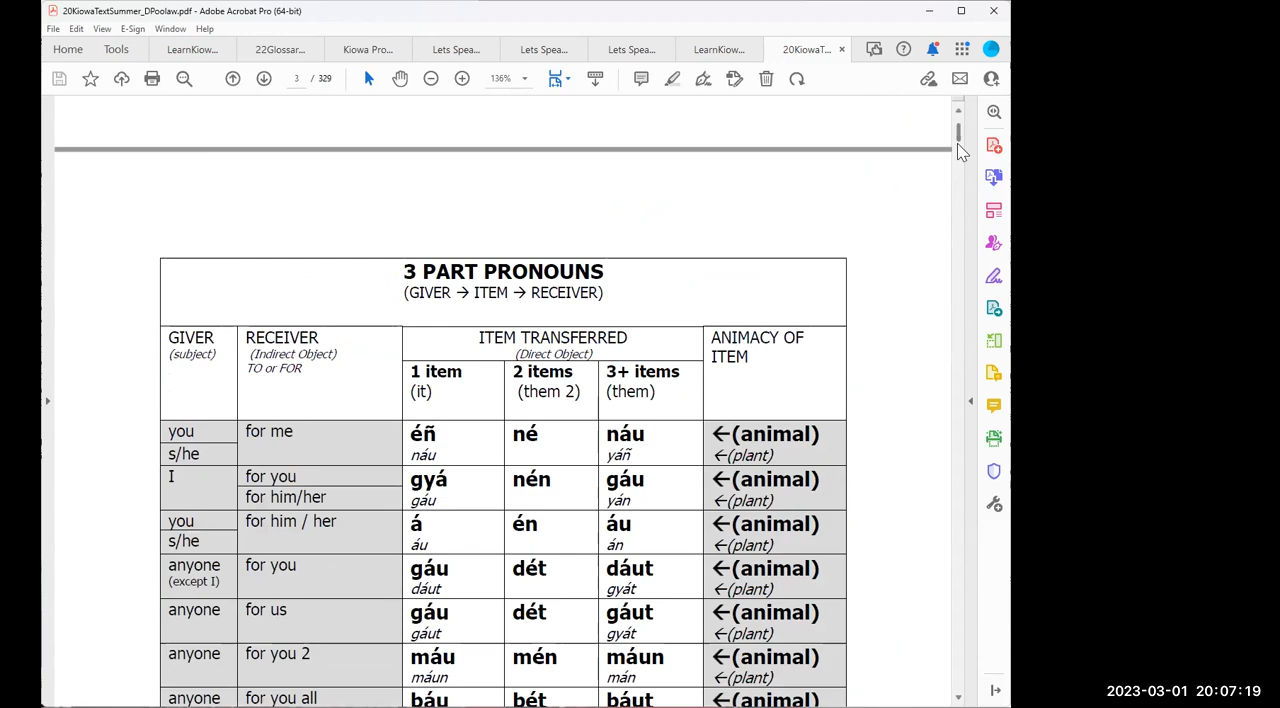 20KiowaTextSummer_DPoolaw.pdf - Adobe Acrobat Pro (64-bit)
File Edit View E-Sign Window Help
Home Tools LearnKiow... 22Glossar... Kiowa Pro... Lets Spea... Lets Spea... Lets Spea... LearnKiow... 20KiowaT...
3 / 329 136%
3 PART PRONOUNS
(GIVER → ITEM → RECEIVER)
GIVER RECEIVER ITEM TRANSFERRED ANIMACY OF
(subject) (Indirect Object) (Direct Object) ITEM
TO or FOR
1 item 2 items 3+ items
(it) (them 2) (them)
you for me éñ né náu ←(animal)
s/he náu yáñ ←(plant)
I for you gyá nén gáu ←(animal)
for him/her gáu yán ←(plant)
you for him / her á én áu ←(animal)
s/he áu án ←(plant)
anyone for you gáu dét dáut ←(animal)
(except I) dáut gyát ←(plant)
anyone for us gáu dét gáut ←(animal)
gáut gyát ←(plant)
anyone for you 2 máu mén máun ←(animal)
máun mán ←(plant)
anyone for you all báu bét báut ←(animal)
2023-03-01 20:07:19